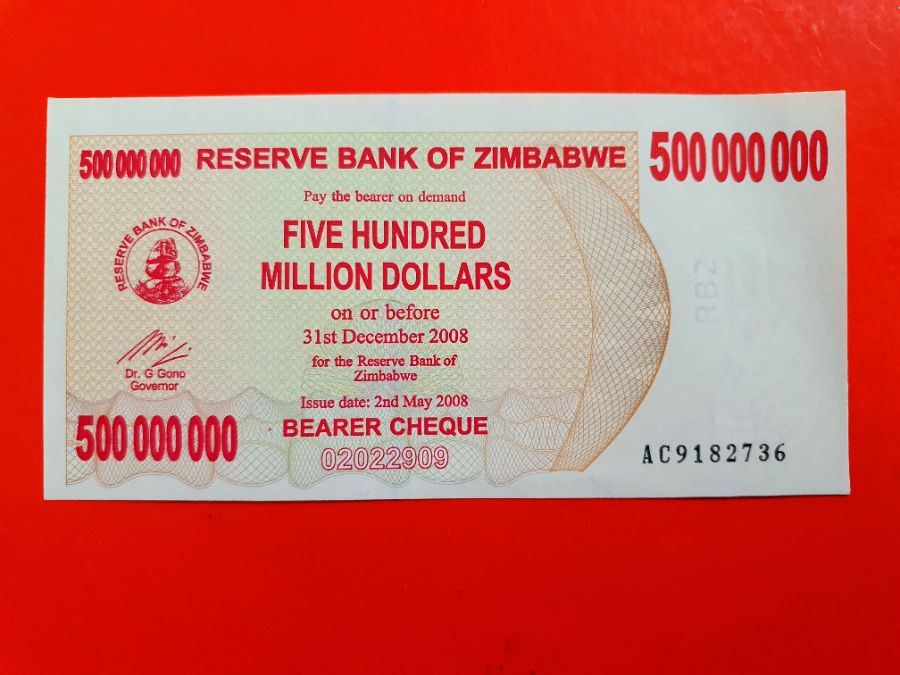 500 000 000 RESERVE BANK OF ZIMBABWE 500 000 000
Pay the bearer on demand
FIVE HUNDRED
MILLION DOLLARS
on or before
31st December 2008
for the Reserve Bank of
Zimbabwe
Issue date: 2nd May 2008
BEARER CHEQUE
02022909
RESERVE BANK OF ZIMBABWE
Dr. G Gono
Governor
500 000 000
RBZ
AC9182736